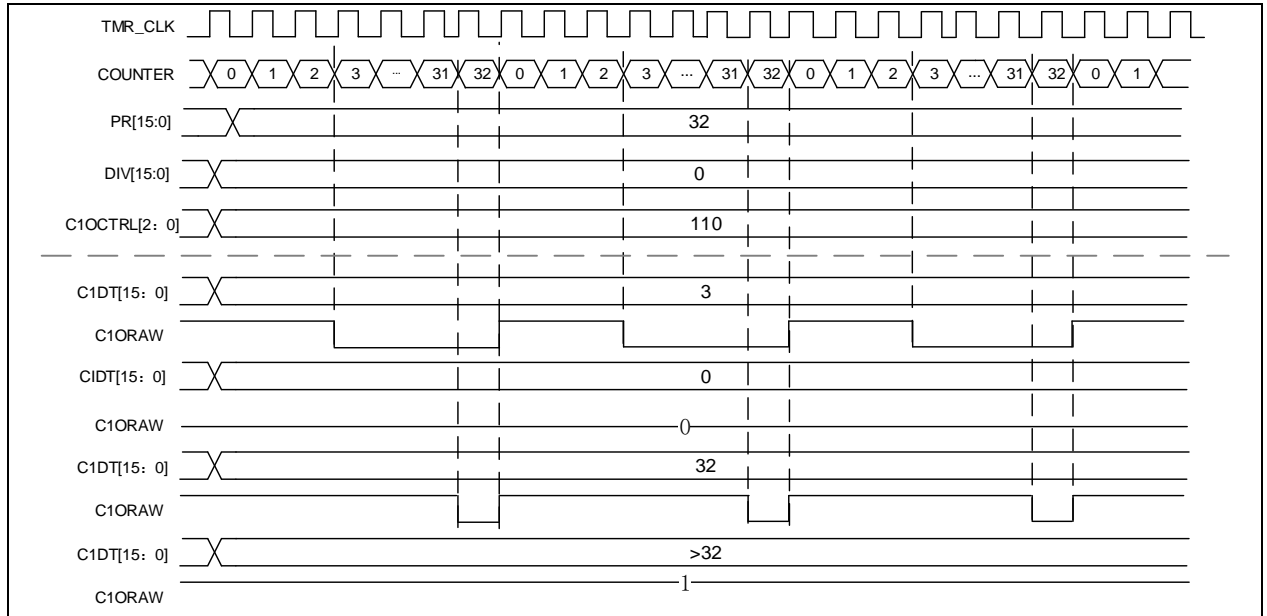 TMR_CLK
COUNTER 0 1 2 3 ... 31 32 0 1 2 3 ... 31 32 0 1 2 3 ... 31 32 0 1
PR[15:0] 32
DIV[15:0] 0
C1OCTRL[2：0] 110
C1DT[15：0] 3
C1ORAW
CIDT[15：0] 0
C1ORAW 0
C1DT[15：0] 32
C1ORAW
C1DT[15：0] >32
C1ORAW 1